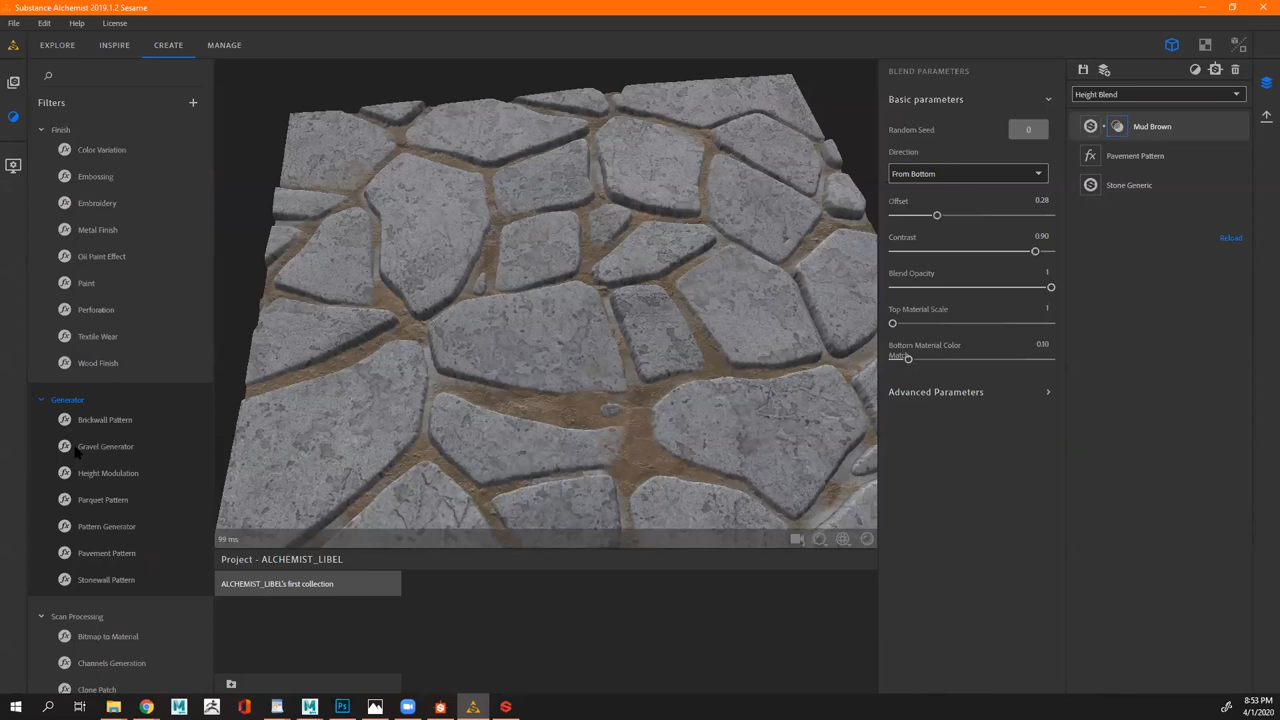 Substance Alchemist 2019.1.2 Sesame
File Edit Help License
EXPLORE INSPIRE CREATE MANAGE
Filters
Finish
Color Variation
Embossing
Embroidery
Metal Finish
Oil Paint Effect
Paint
Perforation
Textile Wear
Wood Finish
Generator
Brickwall Pattern
Gravel Generator
Height Modulation
Parquet Pattern
Pattern Generator
Pavement Pattern
Stonewall Pattern
Scan Processing
Bitmap to Material
Channels Generation
Clone Patch
99 ms
Project - ALCHEMIST_LIBEL
ALCHEMIST_LIBEL's first collection
BLEND PARAMETERS
Basic parameters
Random Seed 0
Direction
From Bottom
Offset 0.28
Contrast 0.90
Blend Opacity 1
Top Material Scale 1
Bottom Material Color 0.10
Match
Advanced Parameters
Height Blend
Mud Brown
Pavement Pattern
Stone Generic
Reload
8:53 PM
4/1/2020